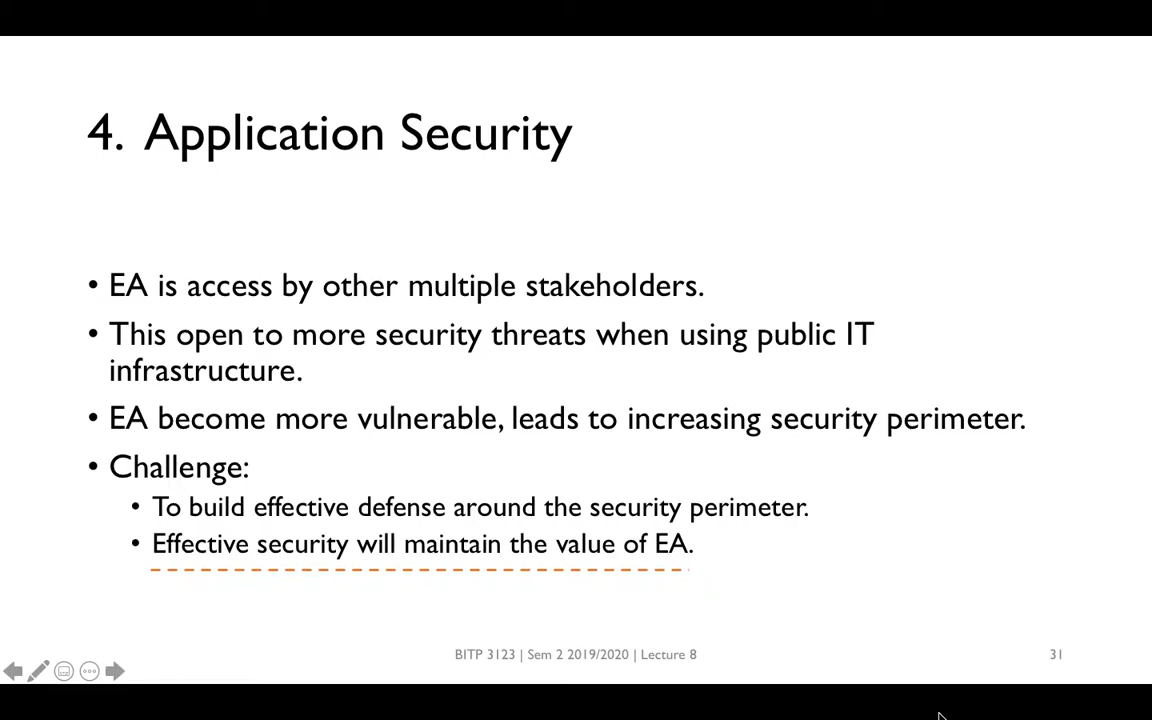 4. Application Security
• EA is access by other multiple stakeholders.
• This open to more security threats when using public IT
infrastructure.
• EA become more vulnerable, leads to increasing security perimeter.
• Challenge:
• To build effective defense around the security perimeter.
• Effective security will maintain the value of EA.
BITP 3123 | Sem 2 2019/2020 | Lecture 8
31